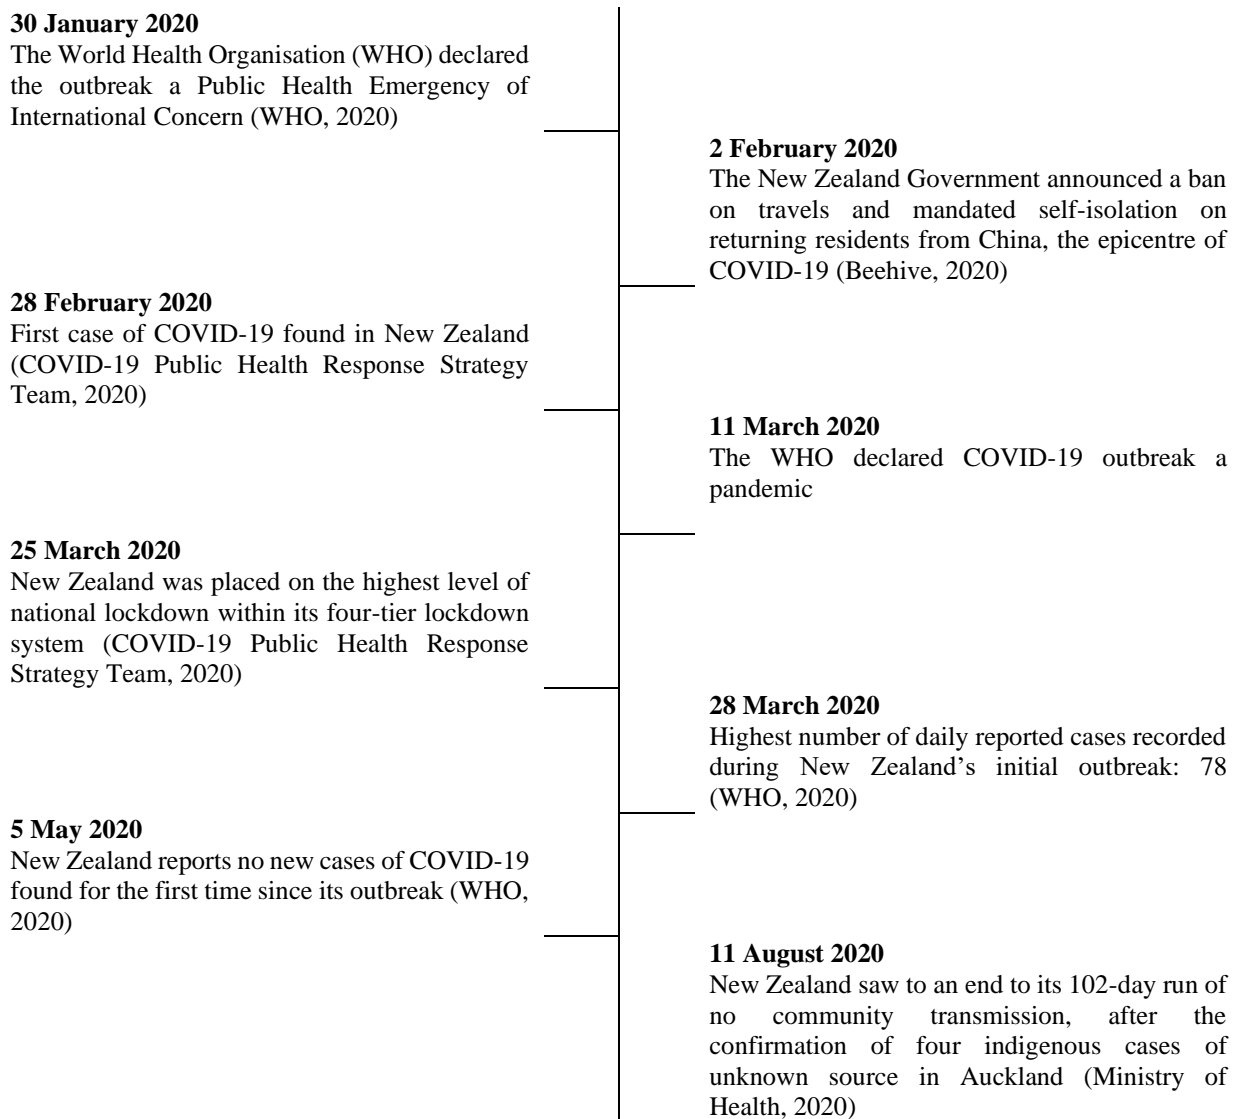 30 January 2020
The World Health Organisation (WHO) declared
the outbreak a Public Health Emergency of
International Concern (WHO, 2020)
2 February 2020
The New Zealand Government announced a ban
on travels and mandated self-isolation on
returning residents from China, the epicentre of
COVID-19 (Beehive, 2020)
28 February 2020
First case of COVID-19 found in New Zealand
(COVID-19 Public Health Response Strategy
Team, 2020)
11 March 2020
The WHO declared COVID-19 outbreak a
pandemic
25 March 2020
New Zealand was placed on the highest level of
national lockdown within its four-tier lockdown
system (COVID-19 Public Health Response
Strategy Team, 2020)
28 March 2020
Highest number of daily reported cases recorded
during New Zealand’s initial outbreak: 78
(WHO, 2020)
5 May 2020
New Zealand reports no new cases of COVID-19
found for the first time since its outbreak (WHO,
2020)
11 August 2020
New Zealand saw to an end to its 102-day run of
no community transmission, after the
confirmation of four indigenous cases of
unknown source in Auckland (Ministry of
Health, 2020)